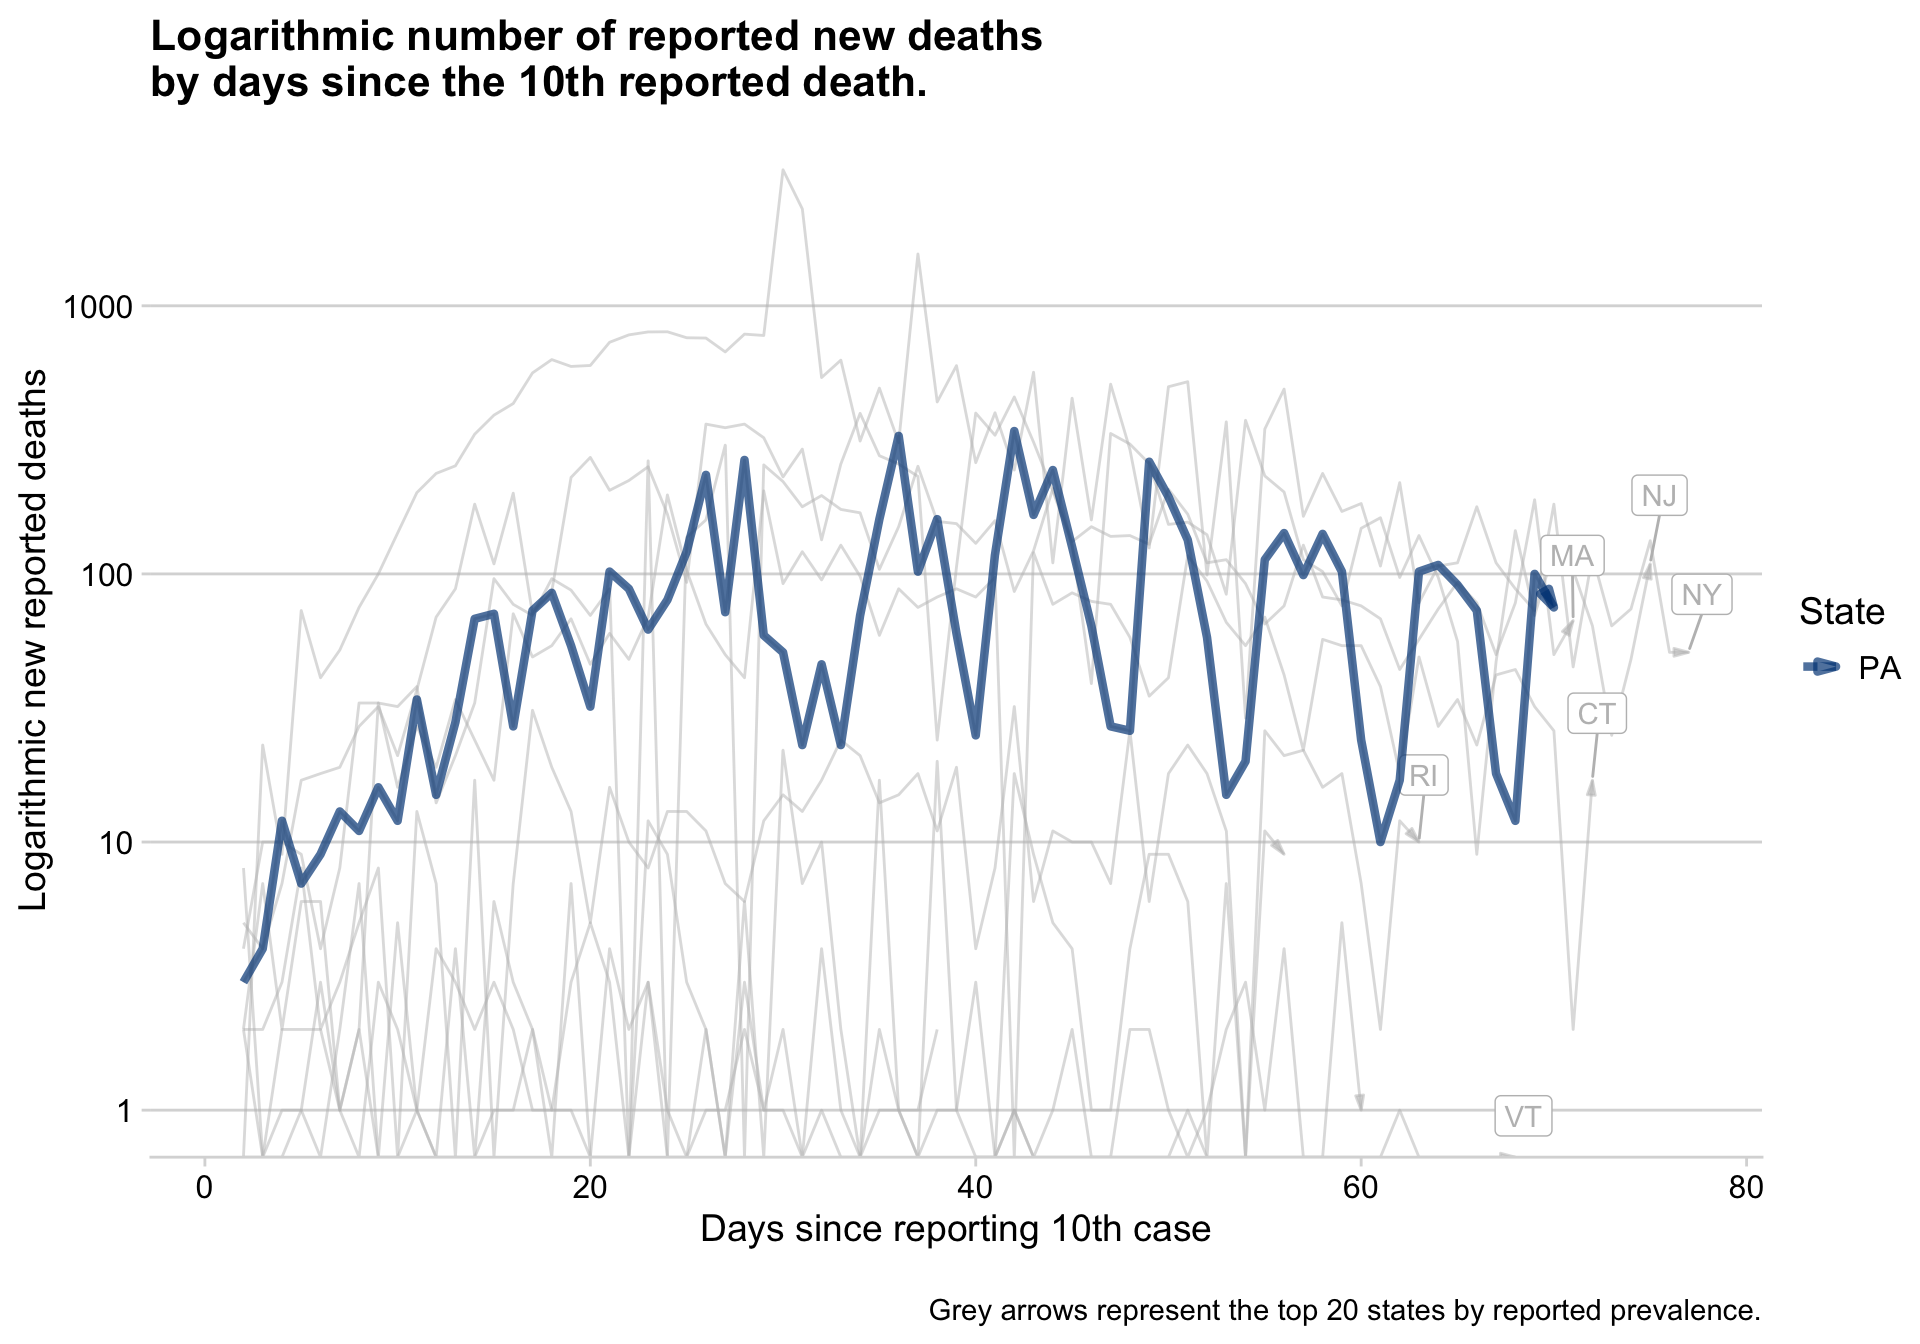 Logarithmic number of reported new deaths
by days since the 10th reported death.
Logarithmic new reported deaths
1000
100
10
1
NJ
MA
NY
CT
RI
VT
State
PA
0 20 40 60 80
Days since reporting 10th case
Grey arrows represent the top 20 states by reported prevalence.